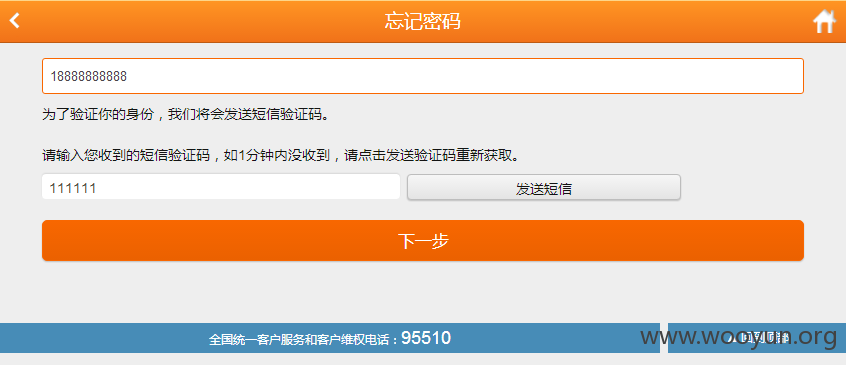 忘记密码
18888888888
为了验证你的身份，我们将会发送短信验证码。
请输入您收到的短信验证码，如1分钟内没收到，请点击发送验证码重新获取。
111111 发送短信
下一步
全国统一客户服务和客户维权电话：95510 回到顶部
www.wooyun.org